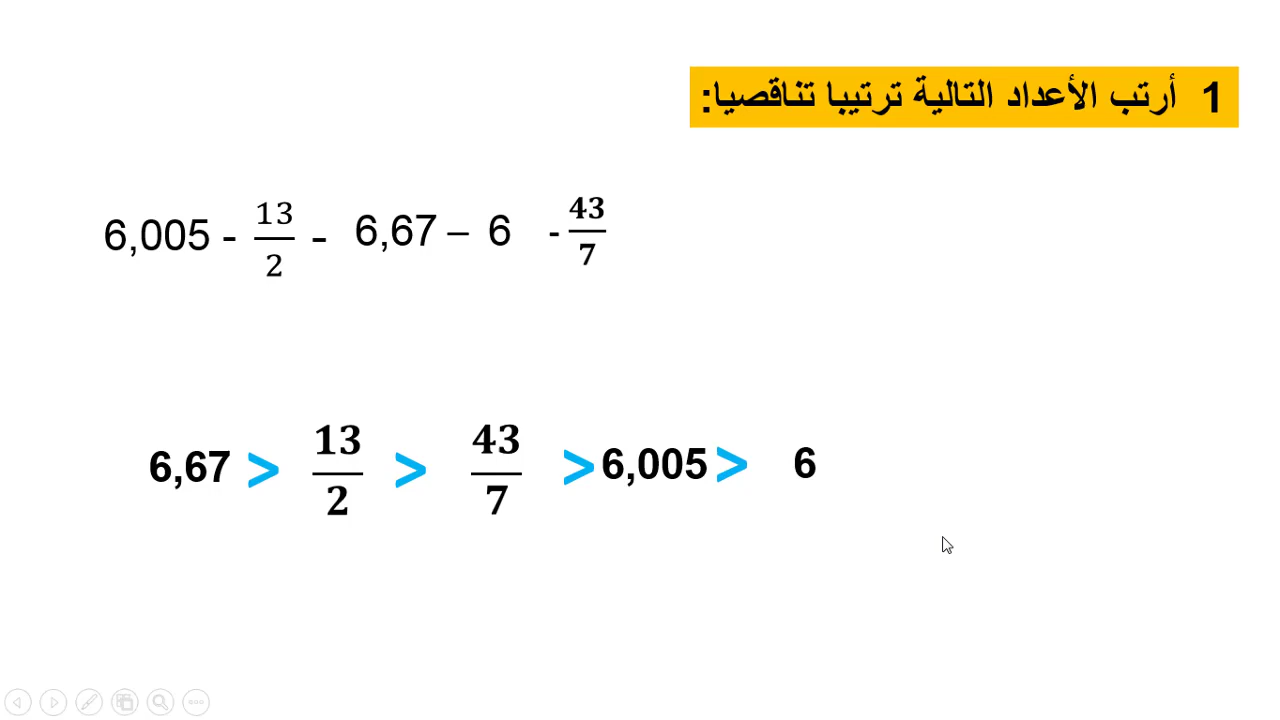 1 أرتب الأعداد التالية ترتيبا تناقصيا:
6,005 - 13/2 - 6,67 – 6 - 43/7
6,67 > 13/2 > 43/7 > 6,005 > 6